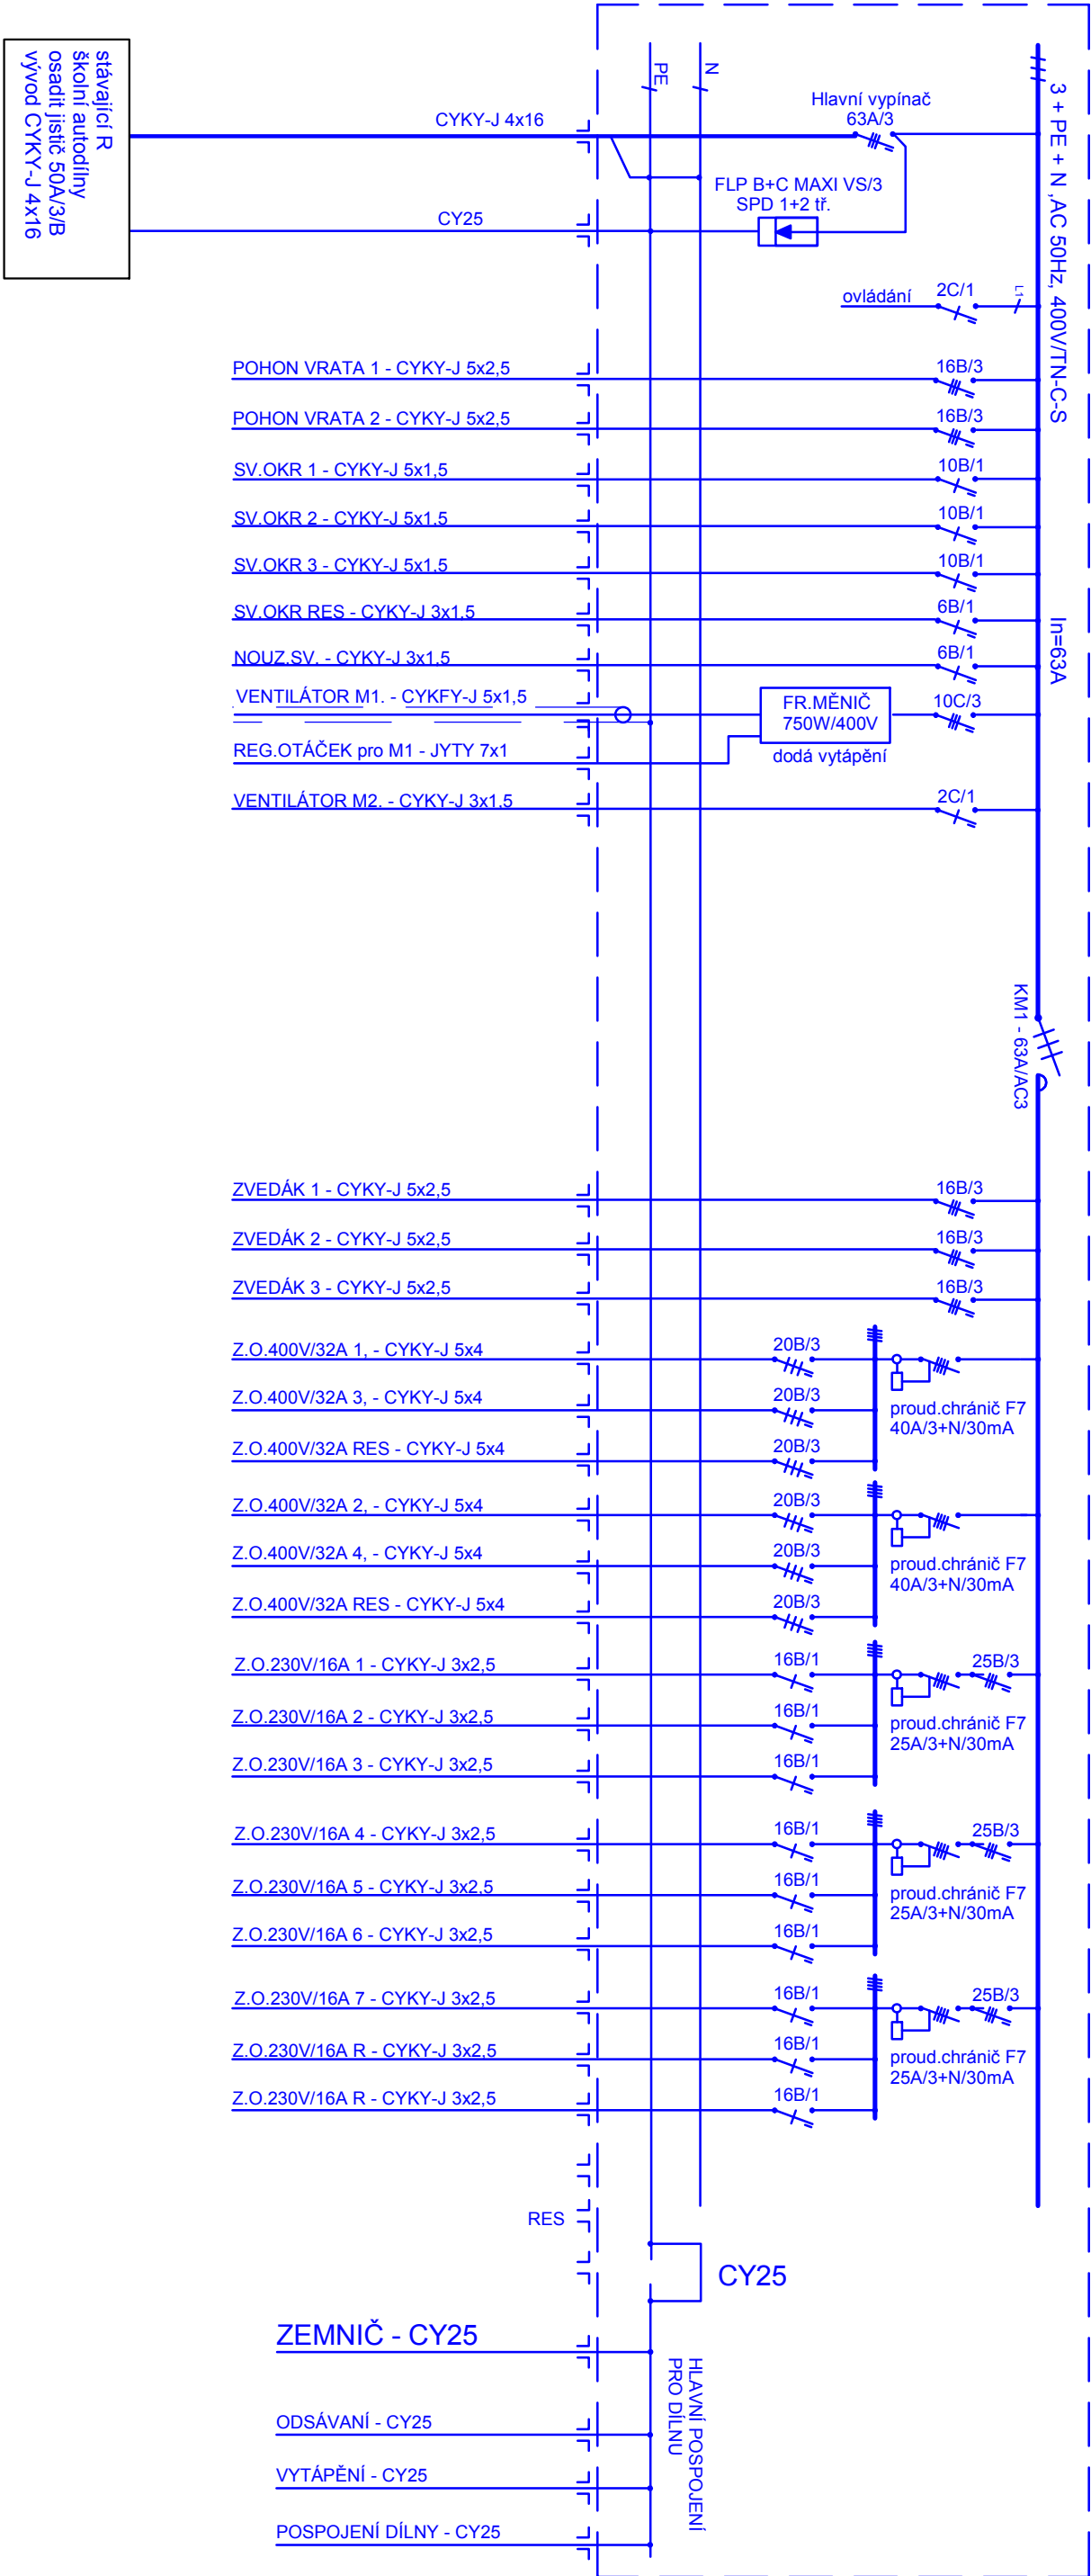 stávající R
školní autodílny
osadit jistič 50A/3/B
vývod CYKY-J 4x16
PE
N
3 + PE + N ,AC 50Hz, 400V/TN-C-S
Hlavní vypínač
63A/3
CYKY-J 4x16
FLP B+C MAXI VS/3
SPD 1+2 tř.
CY25
ovládání
2C/1
L1
POHON VRATA 1 - CYKY-J 5x2,5
16B/3
POHON VRATA 2 - CYKY-J 5x2,5
16B/3
SV.OKR 1 - CYKY-J 5x1,5
10B/1
SV.OKR 2 - CYKY-J 5x1,5
10B/1
SV.OKR 3 - CYKY-J 5x1,5
10B/1
SV.OKR RES - CYKY-J 3x1,5
6B/1
In=63A
NOUZ.SV. - CYKY-J 3x1,5
6B/1
VENTILÁTOR M1. - CYKFY-J 5x1,5
FR.MĚNIČ
750W/400V
10C/3
REG.OTÁČEK pro M1 - JYTY 7x1
dodá vytápění
VENTILÁTOR M2. - CYKY-J 3x1,5
2C/1
KM1 - 63A/AC3
ZVEDÁK 1 - CYKY-J 5x2,5
16B/3
ZVEDÁK 2 - CYKY-J 5x2,5
16B/3
ZVEDÁK 3 - CYKY-J 5x2,5
16B/3
Z.O.400V/32A 1, - CYKY-J 5x4
20B/3
Z.O.400V/32A 3, - CYKY-J 5x4
20B/3
proud.chránič F7
40A/3+N/30mA
Z.O.400V/32A RES - CYKY-J 5x4
20B/3
Z.O.400V/32A 2, - CYKY-J 5x4
20B/3
Z.O.400V/32A 4, - CYKY-J 5x4
20B/3
proud.chránič F7
40A/3+N/30mA
Z.O.400V/32A RES - CYKY-J 5x4
20B/3
Z.O.230V/16A 1 - CYKY-J 3x2,5
16B/1
25B/3
Z.O.230V/16A 2 - CYKY-J 3x2,5
16B/1
proud.chránič F7
25A/3+N/30mA
Z.O.230V/16A 3 - CYKY-J 3x2,5
16B/1
Z.O.230V/16A 4 - CYKY-J 3x2,5
16B/1
25B/3
Z.O.230V/16A 5 - CYKY-J 3x2,5
16B/1
proud.chránič F7
25A/3+N/30mA
Z.O.230V/16A 6 - CYKY-J 3x2,5
16B/1
Z.O.230V/16A 7 - CYKY-J 3x2,5
16B/1
25B/3
Z.O.230V/16A R - CYKY-J 3x2,5
16B/1
proud.chránič F7
25A/3+N/30mA
Z.O.230V/16A R - CYKY-J 3x2,5
16B/1
RES
CY25
ZEMNIČ - CY25
HLAVNÍ POSPOJENÍ
PRO DÍLNU
ODSÁVANÍ - CY25
VYTÁPĚNÍ - CY25
POSPOJENÍ DÍLNY - CY25